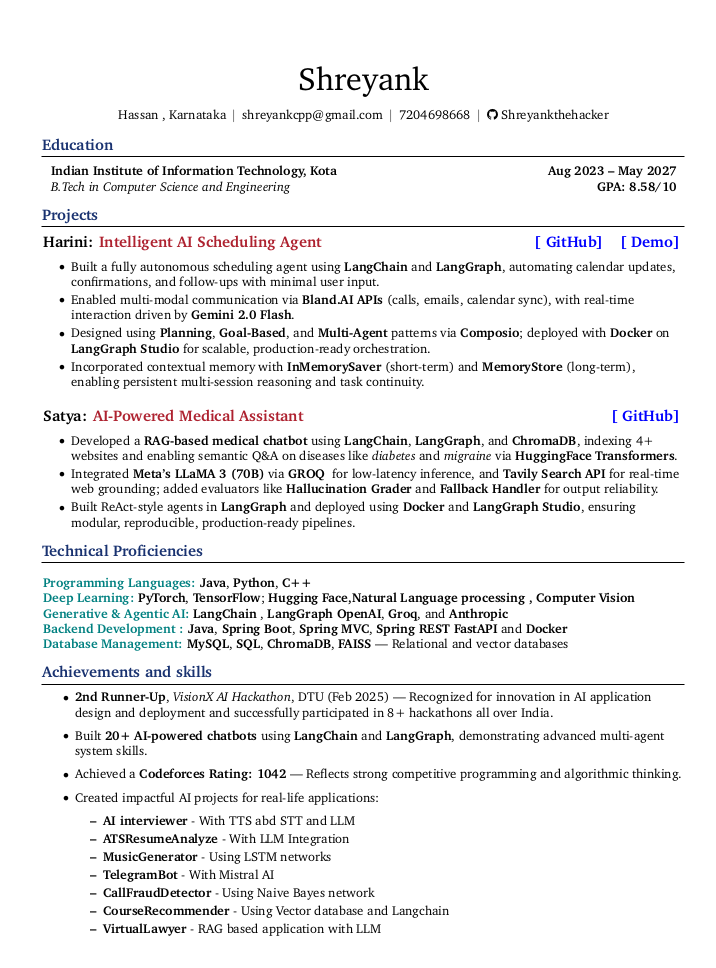 Shreyank
Hassan , Karnataka | shreyankcpp@gmail.com | 7204698668 | Shreyankthehacker
Education
Indian Institute of Information Technology, Kota Aug 2023 – May 2027
B.Tech in Computer Science and Engineering GPA: 8.58/10
Projects
Harini: Intelligent AI Scheduling Agent [ GitHub] [ Demo]
• Built a fully autonomous scheduling agent using LangChain and LangGraph, automating calendar updates,
confirmations, and follow-ups with minimal user input.
• Enabled multi-modal communication via Bland.AI APIs (calls, emails, calendar sync), with real-time
interaction driven by Gemini 2.0 Flash.
• Designed using Planning, Goal-Based, and Multi-Agent patterns via Composio; deployed with Docker on
LangGraph Studio for scalable, production-ready orchestration.
• Incorporated contextual memory with InMemorySaver (short-term) and MemoryStore (long-term),
enabling persistent multi-session reasoning and task continuity.
Satya: AI-Powered Medical Assistant [ GitHub]
• Developed a RAG-based medical chatbot using LangChain, LangGraph, and ChromaDB, indexing 4+
websites and enabling semantic Q&A on diseases like diabetes and migraine via HuggingFace Transformers.
• Integrated Meta's LLaMA 3 (70B) via GROQ for low-latency inference, and Tavily Search API for real-time
web grounding; added evaluators like Hallucination Grader and Fallback Handler for output reliability.
• Built ReAct-style agents in LangGraph and deployed using Docker and LangGraph Studio, ensuring
modular, reproducible, production-ready pipelines.
Technical Proficiencies
Programming Languages: Java, Python, C++
Deep Learning: PyTorch, TensorFlow; Hugging Face,Natural Language processing , Computer Vision
Generative & Agentic AI: LangChain , LangGraph OpenAI, Groq, and Anthropic
Backend Development : Java, Spring Boot, Spring MVC, Spring REST FastAPI and Docker
Database Management: MySQL, SQL, ChromaDB, FAISS — Relational and vector databases
Achievements and skills
• 2nd Runner-Up, VisionX AI Hackathon, DTU (Feb 2025) — Recognized for innovation in AI application
design and deployment and successfully participated in 8+ hackathons all over India.
• Built 20+ AI-powered chatbots using LangChain and LangGraph, demonstrating advanced multi-agent
system skills.
• Achieved a Codeforces Rating: 1042 — Reflects strong competitive programming and algorithmic thinking.
• Created impactful AI projects for real-life applications:
– AI interviewer - With TTS abd STT and LLM
– ATSResumeAnalyze - With LLM Integration
– MusicGenerator - Using LSTM networks
– TelegramBot - With Mistral AI
– CallFraudDetector - Using Naive Bayes network
– CourseRecommender - Using Vector database and Langchain
– VirtualLawyer - RAG based application with LLM